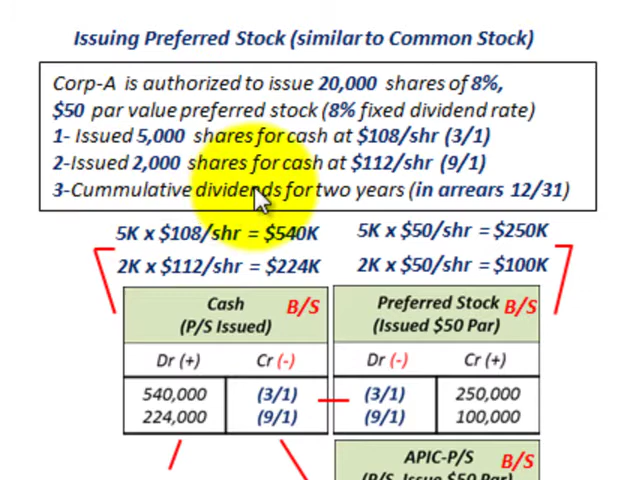 Issuing Preferred Stock (similar to Common Stock)
Corp-A is authorized to issue 20,000 shares of 8%,
$50 par value preferred stock (8% fixed dividend rate)
1- Issued 5,000 shares for cash at $108/shr (3/1)
2-Issued 2,000 shares for cash at $112/shr (9/1)
3-Cummulative dividends for two years (in arrears 12/31)
5K x $108/shr = $540K
5K x $50/shr = $250K
2K x $112/shr = $224K
2K x $50/shr = $100K
Cash B/S
(P/S Issued)
Dr (+) Cr (-)
540,000 (3/1)
224,000 (9/1)
Preferred Stock B/S
(Issued $50 Par)
Dr (-) Cr (+)
(3/1) 250,000
(9/1) 100,000
APIC-P/S B/S
(P/S Issue $50 Par)